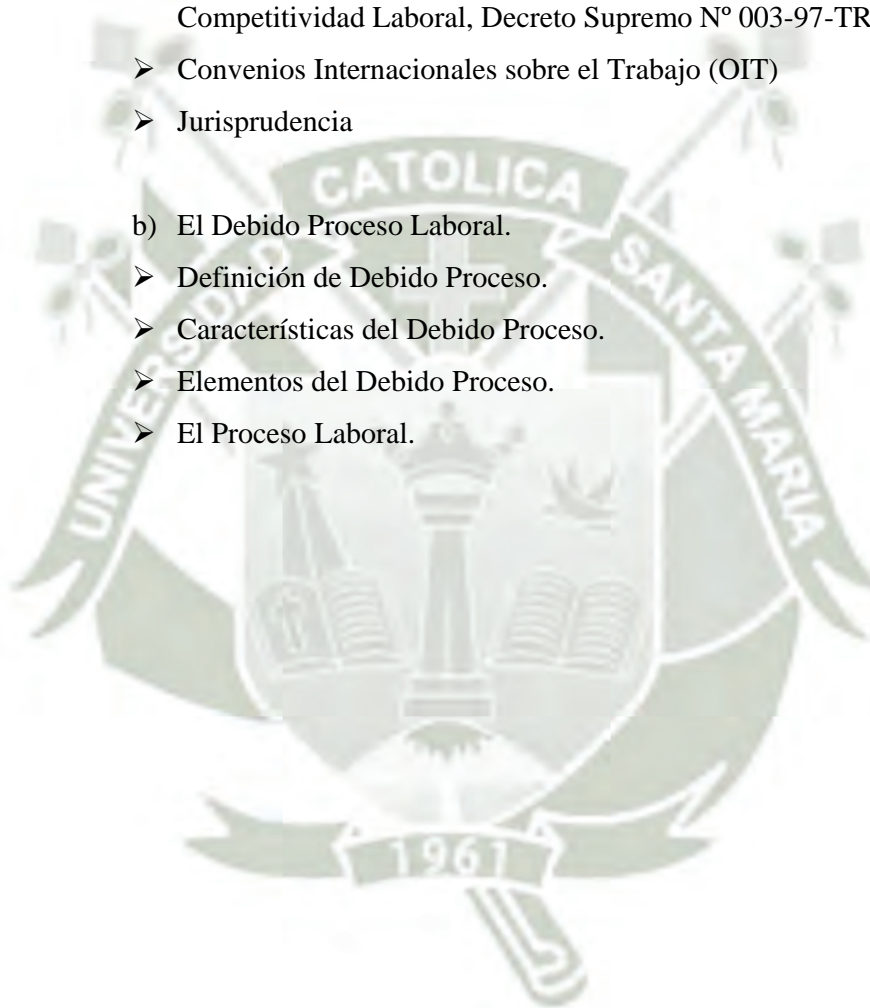 Competitividad Laboral, Decreto Supremo Nº 003-97-TR
➢ Convenios Internacionales sobre el Trabajo (OIT)
➢ Jurisprudencia
b) El Debido Proceso Laboral.
➢ Definición de Debido Proceso.
➢ Características del Debido Proceso.
➢ Elementos del Debido Proceso.
➢ El Proceso Laboral.
UNIVERSIDAD CATOLICA SANTA MARIA
1961